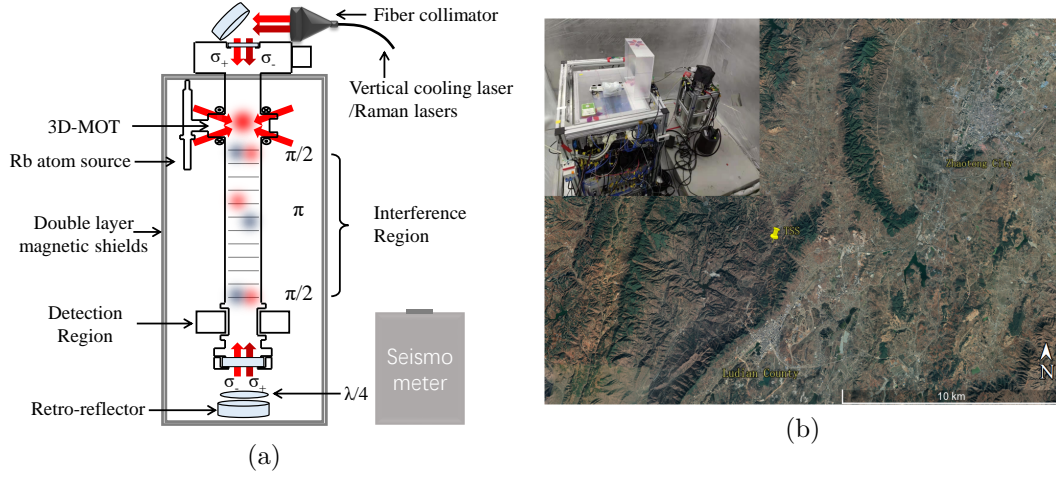 Fiber collimator
σ+ σ-
Vertical cooling laser
/Raman lasers
3D-MOT
Rb atom source
π/2
π
Interference
Region
Double layer
magnetic shields
π/2
Detection
Region
Seismo
meter
σ- σ+
λ/4
Retro-reflector
(a)
Zhaotong City
TSS
Ludian County
N
10 km
(b)